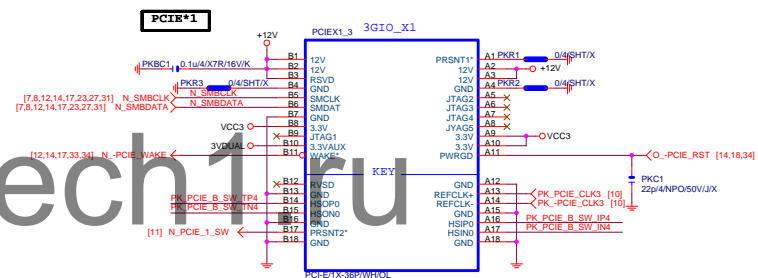 PCIE*1
PCIEX1_3
3GIO_X1
+12V
PKBC1
0.1u/4/X7R/16V/K
PKR3
0/4/SHT/X
[7,8,12,14,17,23,27,31] N_SMBCLK
N_SMBCLK
[7,8,12,14,17,23,27,31] N_SMBDATA
N_SMBDATA
VCC3
3VDUAL
[12,14,17,33,34] N_-PCIE_WAKE
PK_PCIE_B_SW_TP4
PK_PCIE_B_SW_TN4
[11] N_PCIE_1_SW
B1 12V
B2 12V
B3 RSVD
B4 GND
B5 SMCLK
B6 SMDAT
B7 GND
B8 3.3V
B9 JTAG1
B10 3.3VAUX
B11 WAKE*
KEY
B12 RVSD
B13 GND
B14 HSOP0
B15 HSON0
B16 GND
B17 PRSNT2*
B18 GND
PRSNT1* A1
12V A2
12V A3
GND A4
JTAG2 A5
JTAG3 A6
JTAG4 A7
JYAG5 A8
3.3V A9
3.3V A10
PWRGD A11
GND A12
REFCLK+ A13
REFCLK- A14
GND A15
HSIP0 A16
HSIN0 A17
GND A18
PKR1
0/4/SHT/X
+12V
PKR2
0/4/SHT/X
VCC3
O_-PCIE_RST [14,18,34]
PKC1
22p/4/NPO/50V/J/X
PK_PCIE_CLK3 [10]
PK_-PCIE_CLK3 [10]
PK_PCIE_B_SW_IP4
PK_PCIE_B_SW_IN4
PCI-E/1X-36P/WH/OL
ech1.ru